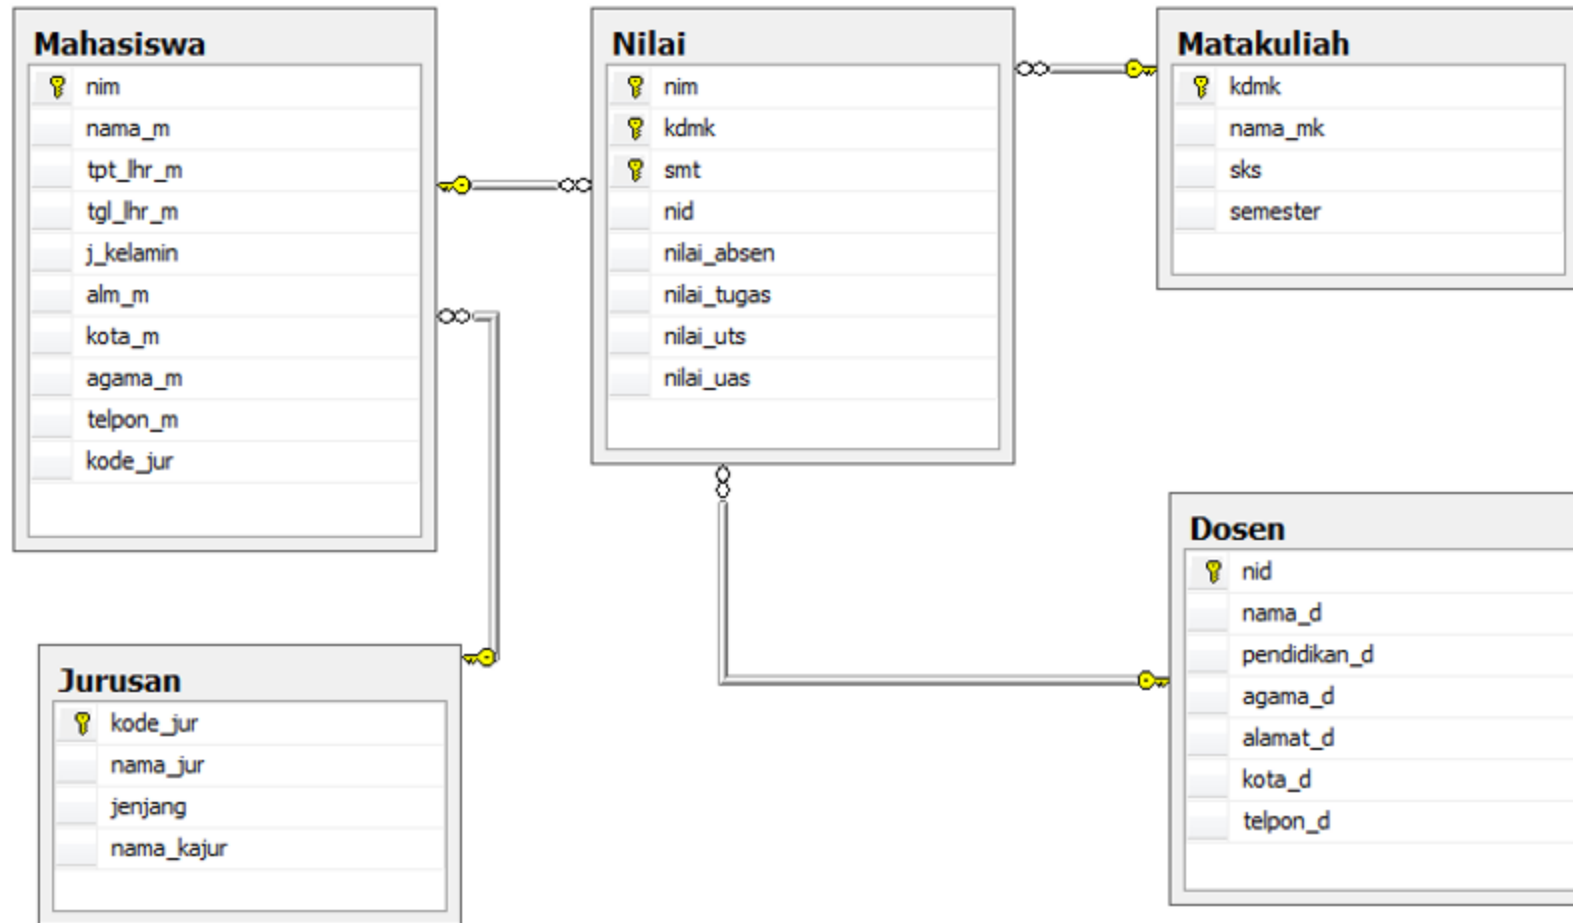 Mahasiswa
nim
nama_m
tpt_lhr_m
tgl_lhr_m
j_kelamin
alm_m
kota_m
agama_m
telpon_m
kode_jur
Nilai
nim
kdmk
smt
nid
nilai_absen
nilai_tugas
nilai_uts
nilai_uas
Matakuliah
kdmk
nama_mk
sks
semester
Jurusan
kode_jur
nama_jur
jenjang
nama_kajur
Dosen
nid
nama_d
pendidikan_d
agama_d
alamat_d
kota_d
telpon_d